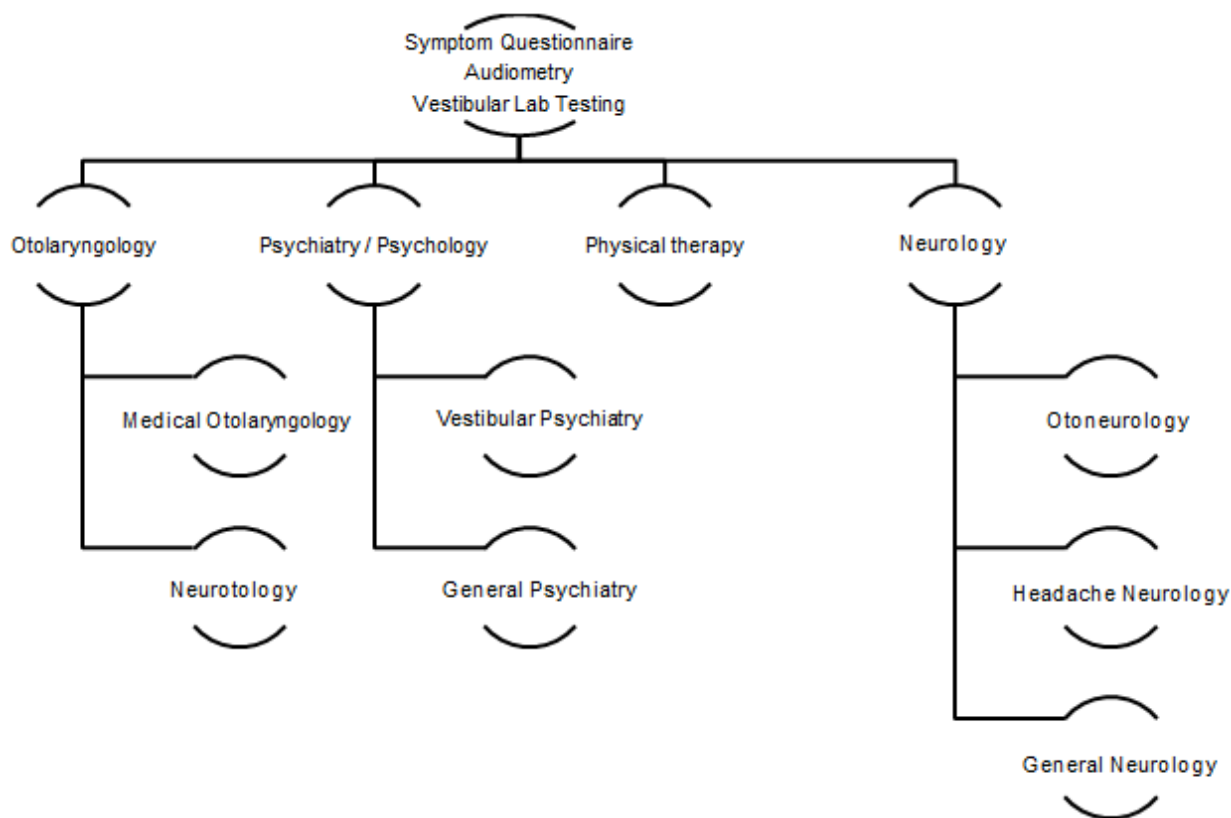 Symptom Questionnaire
Audiometry
Vestibular Lab Testing
Otolaryngology
Psychiatry / Psychology
Physical therapy
Neurology
Medical Otolaryngology
Vestibular Psychiatry
Otoneurology
Neurotology
General Psychiatry
Headache Neurology
General Neurology